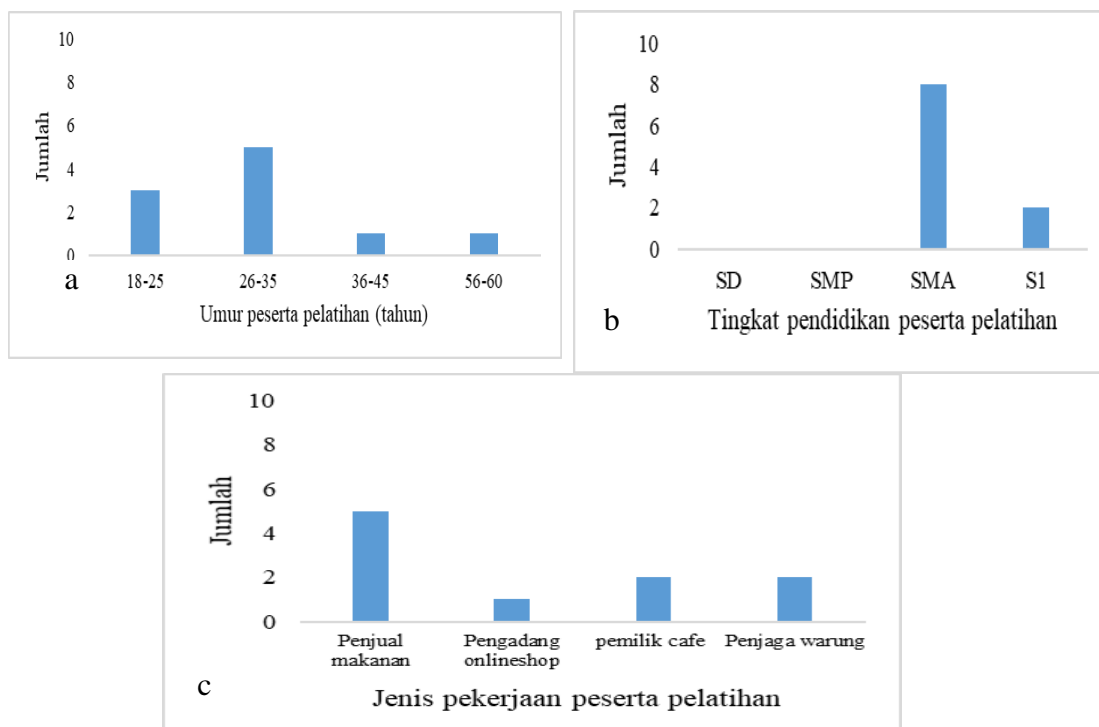 10
8
6
4
2
0
Jumlah
18-25 26-35 36-45 56-60
Umur peserta pelatihan (tahun)
a
10
8
6
4
2
0
Jumlah
SD SMP SMA S1
Tingkat pendidikan peserta pelatihan
b
10
8
6
4
2
0
Jumlah
Penjual makanan
Pengadang onlineshop
pemilik cafe
Penjaga warung
Jenis pekerjaan peserta pelatihan
c